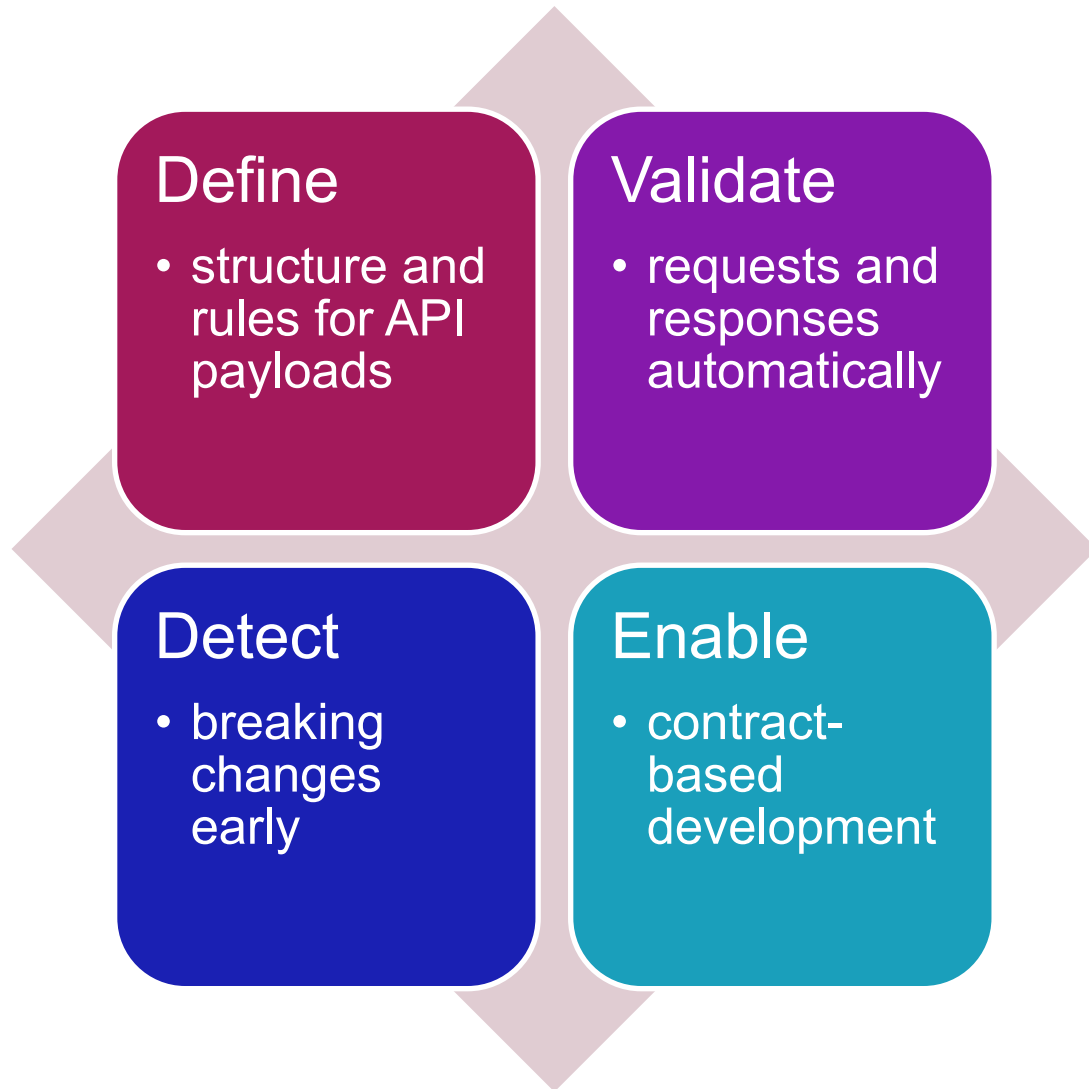 Define
• structure and
rules for API
payloads
Validate
• requests and
responses
automatically
Detect
• breaking
changes
early
Enable
• contract-
based
development